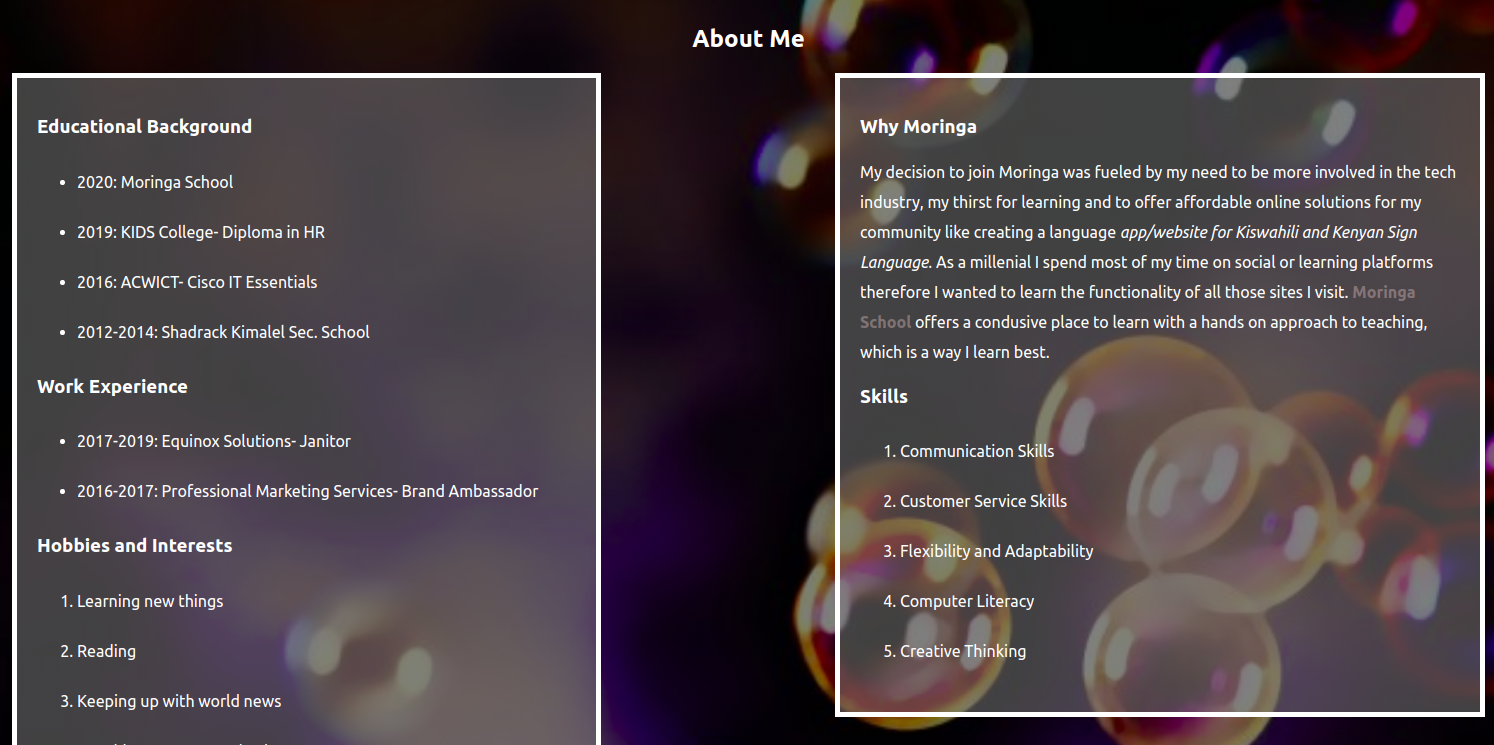 About Me
Educational Background
• 2020: Moringa School
• 2019: KIDS College- Diploma in HR
• 2016: ACWICT- Cisco IT Essentials
• 2012-2014: Shadrack Kimalel Sec. School
Work Experience
• 2017-2019: Equinox Solutions- Janitor
• 2016-2017: Professional Marketing Services- Brand Ambassador
Hobbies and Interests
1. Learning new things
2. Reading
3. Keeping up with world news
Why Moringa
My decision to join Moringa was fueled by my need to be more involved in the tech
industry, my thirst for learning and to offer affordable online solutions for my
community like creating a language app/website for Kiswahili and Kenyan Sign
Language. As a millenial I spend most of my time on social or learning platforms
therefore I wanted to learn the functionality of all those sites I visit. Moringa
School offers a condusive place to learn with a hands on approach to teaching,
which is a way I learn best.
Skills
1. Communication Skills
2. Customer Service Skills
3. Flexibility and Adaptability
4. Computer Literacy
5. Creative Thinking